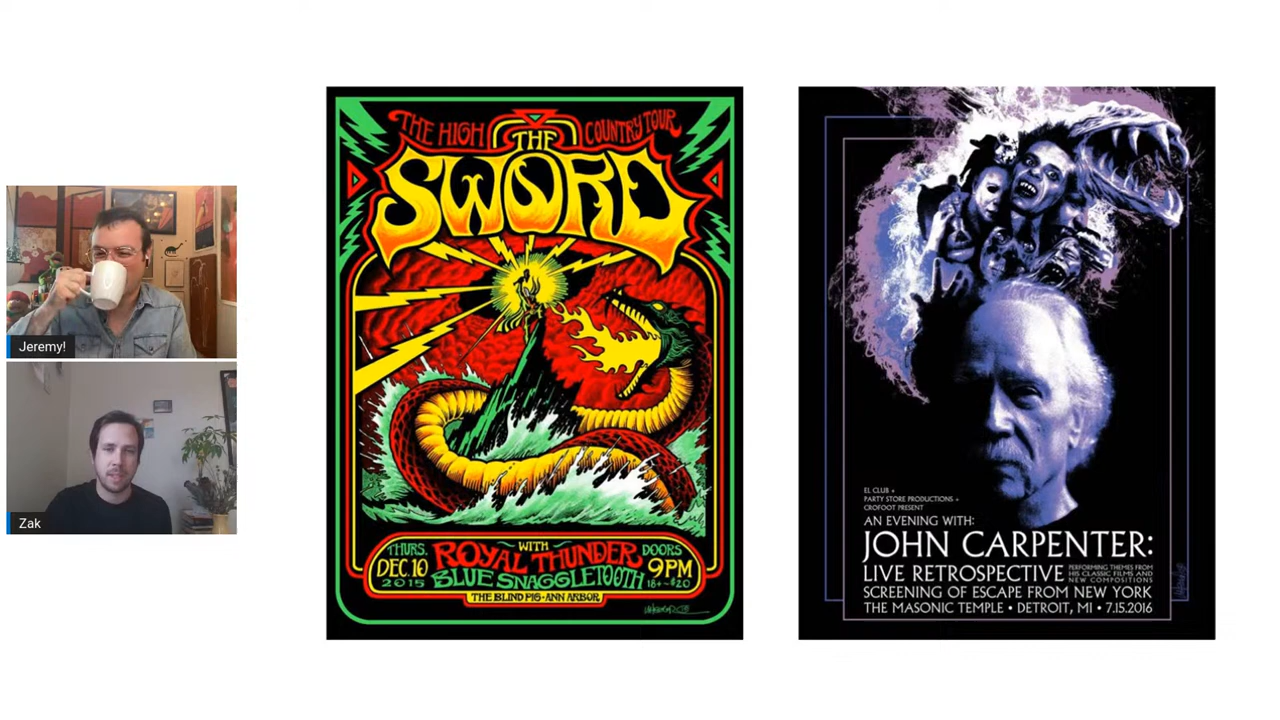 Jeremy!
Zak
THE HIGH COUNTRY TOUR
THE
SWORD
THURS.
DEC.10
2015
WITH
ROYAL THUNDER
BLUE SNAGGLETOOTH
DOORS
9PM
18+ ~ $20
THE BLIND PIG • ANN ARBOR
EL CLUB +
PARTY STORE PRODUCTIONS +
CROFOOT PRESENT
AN EVENING WITH:
JOHN CARPENTER:
LIVE RETROSPECTIVE
PERFORMING THEMES FROM
HIS CLASSIC FILMS AND
NEW COMPOSITIONS
SCREENING OF ESCAPE FROM NEW YORK
THE MASONIC TEMPLE • DETROIT, MI • 7.15.2016